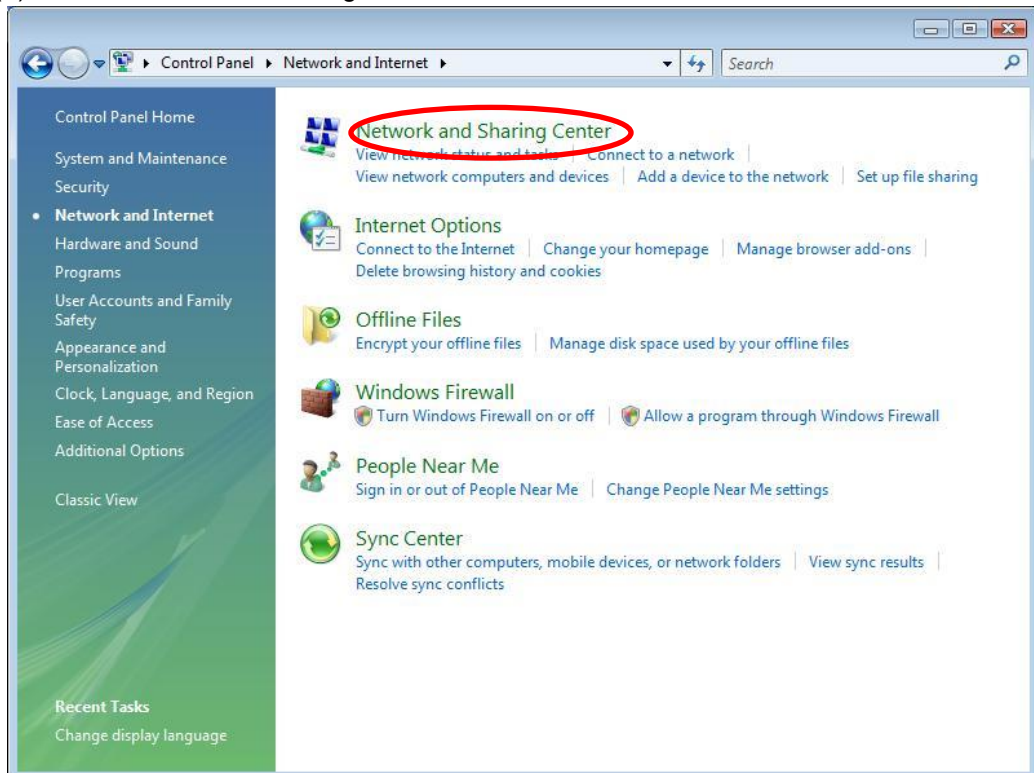 Control Panel ▸ Network and Internet ▸
Search
Control Panel Home
System and Maintenance
Security
• Network and Internet
Hardware and Sound
Programs
User Accounts and Family
Safety
Appearance and
Personalization
Clock, Language, and Region
Ease of Access
Additional Options
Classic View
Recent Tasks
Change display language
Network and Sharing Center
View network status and tasks | Connect to a network |
View network computers and devices | Add a device to the network | Set up file sharing
Internet Options
Connect to the Internet | Change your homepage | Manage browser add-ons |
Delete browsing history and cookies
Offline Files
Encrypt your offline files | Manage disk space used by your offline files
Windows Firewall
Turn Windows Firewall on or off | Allow a program through Windows Firewall
People Near Me
Sign in or out of People Near Me | Change People Near Me settings
Sync Center
Sync with other computers, mobile devices, or network folders | View sync results |
Resolve sync conflicts